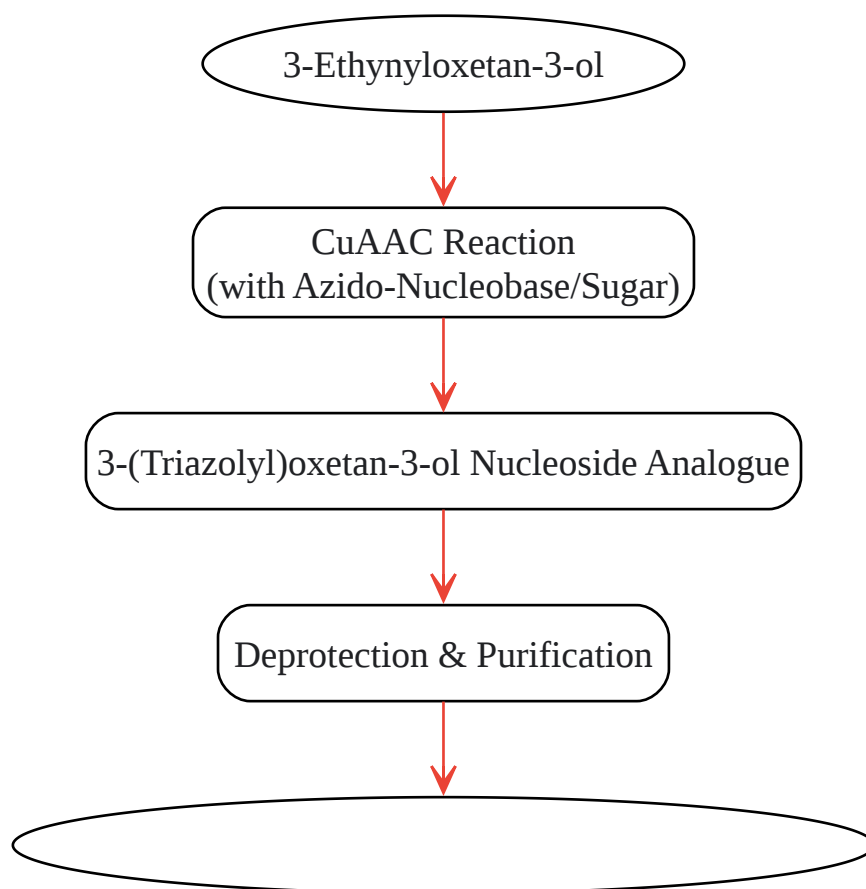 3-Ethynyloxetan-3-ol
CuAAC Reaction
(with Azido-Nucleobase/Sugar)
3-(Triazolyl)oxetan-3-ol Nucleoside Analogue
Deprotection & Purification